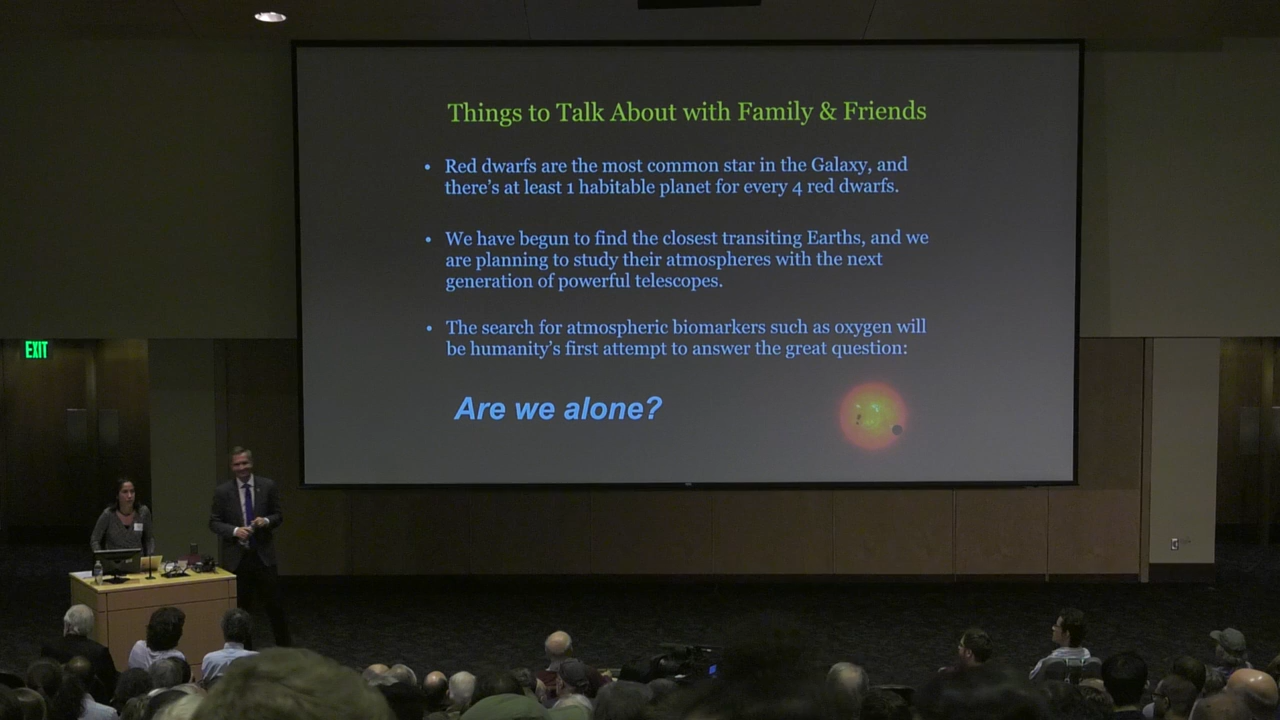 Things to Talk About with Family & Friends
• Red dwarfs are the most common star in the Galaxy, and
there's at least 1 habitable planet for every 4 red dwarfs.
• We have begun to find the closest transiting Earths, and we
are planning to study their atmospheres with the next
generation of powerful telescopes.
• The search for atmospheric biomarkers such as oxygen will
be humanity's first attempt to answer the great question:
Are we alone?
EXIT